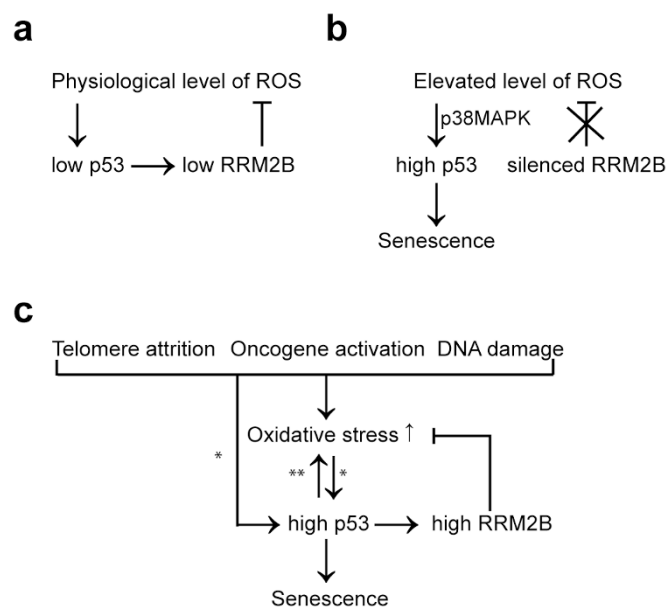 a
Physiological level of ROS
low p53 low RRM2B
b
Elevated level of ROS
p38MAPK
high p53 silenced RRM2B
Senescence
c
Telomere attrition Oncogene activation DNA damage
Oxidative stress ↑
* ** *
high p53 high RRM2B
Senescence